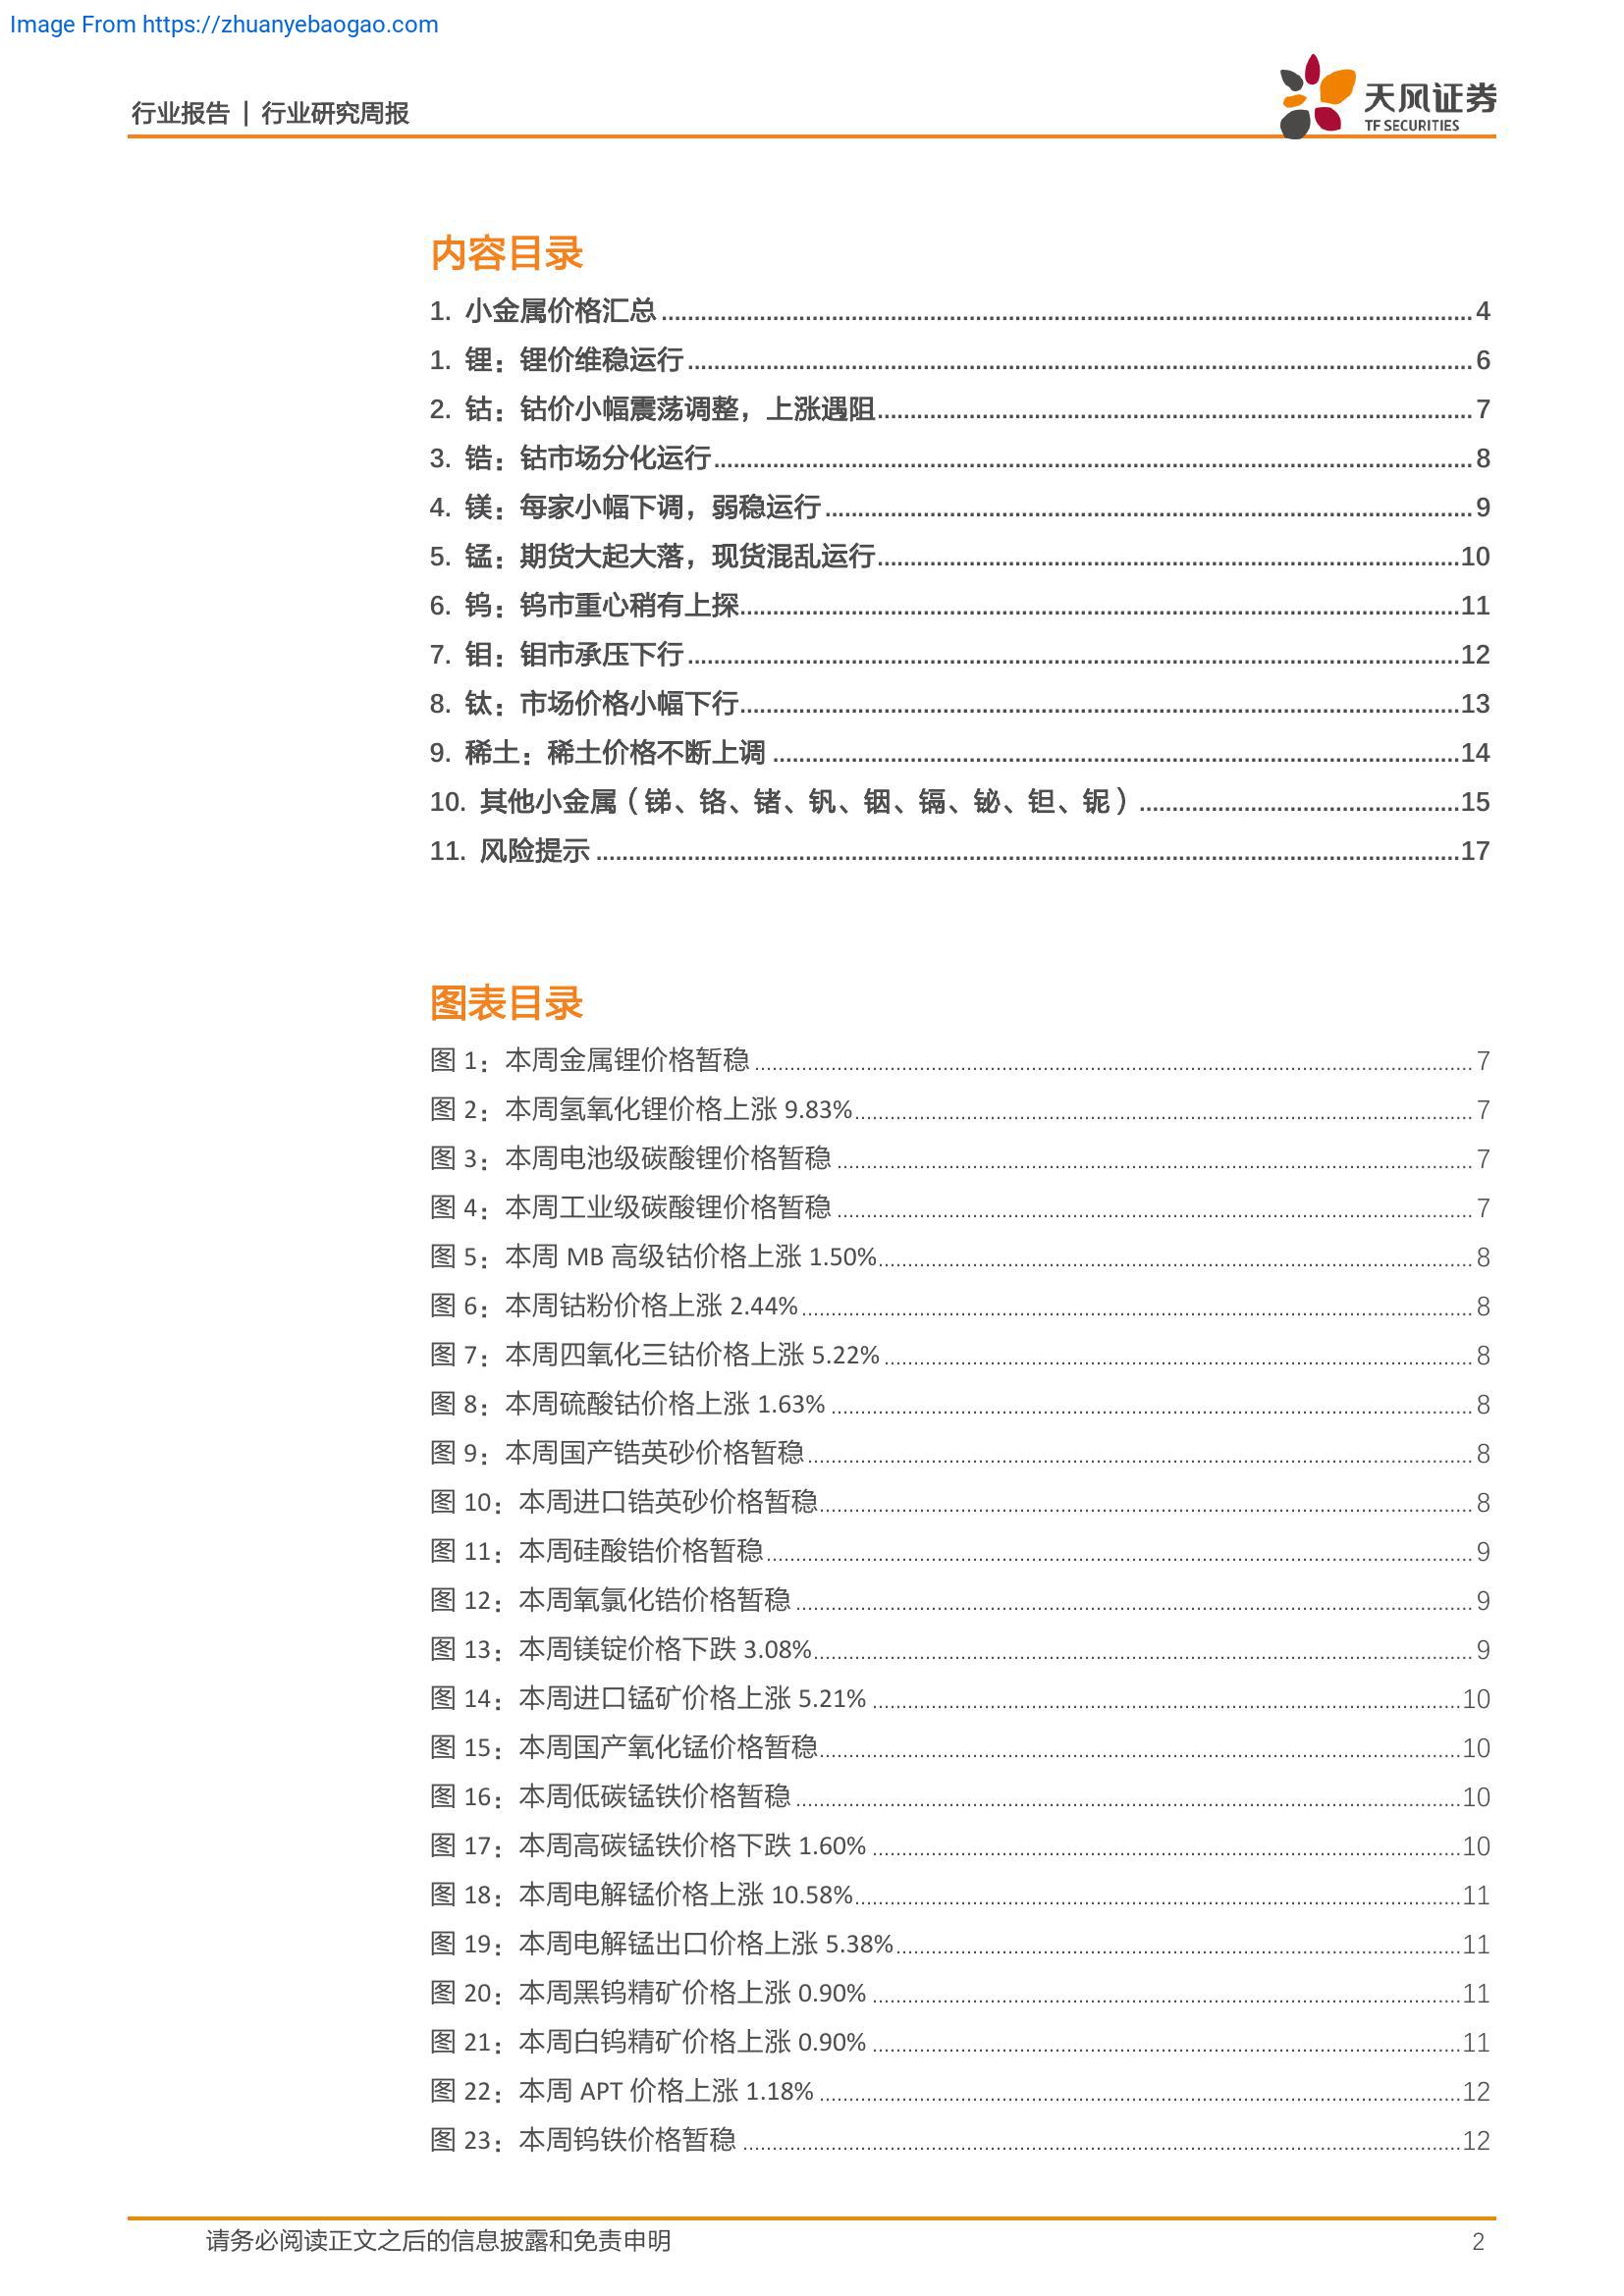 Image From https://zhuanyebaogao.com
行业报告 | 行业研究周报
天风证券
TF SECURITIES
内容目录
1. 小金属价格汇总........................................4
1. 锂：锂价维稳运行........................................6
2. 钴：钴价小幅震荡调整，上涨遇阻........................................7
3. 锆：钴市场分化运行........................................8
4. 镁：每家小幅下调，弱稳运行........................................9
5. 锰：期货大起大落，现货混乱运行........................................10
6. 钨：钨市重心稍有上探........................................11
7. 钼：钼市承压下行........................................12
8. 钛：市场价格小幅下行........................................13
9. 稀土：稀土价格不断上调........................................14
10. 其他小金属（锑、铬、锗、钒、铟、镉、铋、钽、铌）........................................15
11. 风险提示........................................17
图表目录
图 1：本周金属锂价格暂稳........................................7
图 2：本周氢氧化锂价格上涨 9.83%........................................7
图 3：本周电池级碳酸锂价格暂稳........................................7
图 4：本周工业级碳酸锂价格暂稳........................................7
图 5：本周 MB 高级钴价格上涨 1.50%........................................8
图 6：本周钴粉价格上涨 2.44%........................................8
图 7：本周四氧化三钴价格上涨 5.22%........................................8
图 8：本周硫酸钴价格上涨 1.63%........................................8
图 9：本周国产锆英砂价格暂稳........................................8
图 10：本周进口锆英砂价格暂稳........................................8
图 11：本周硅酸锆价格暂稳........................................9
图 12：本周氧氯化锆价格暂稳........................................9
图 13：本周镁锭价格下跌 3.08%........................................9
图 14：本周进口锰矿价格上涨 5.21%........................................10
图 15：本周国产氧化锰价格暂稳........................................10
图 16：本周低碳锰铁价格暂稳........................................10
图 17：本周高碳锰铁价格下跌 1.60%........................................10
图 18：本周电解锰价格上涨 10.58%........................................11
图 19：本周电解锰出口价格上涨 5.38%........................................11
图 20：本周黑钨精矿价格上涨 0.90%........................................11
图 21：本周白钨精矿价格上涨 0.90%........................................11
图 22：本周 APT 价格上涨 1.18%........................................12
图 23：本周钨铁价格暂稳........................................12
请务必阅读正文之后的信息披露和免责申明
2